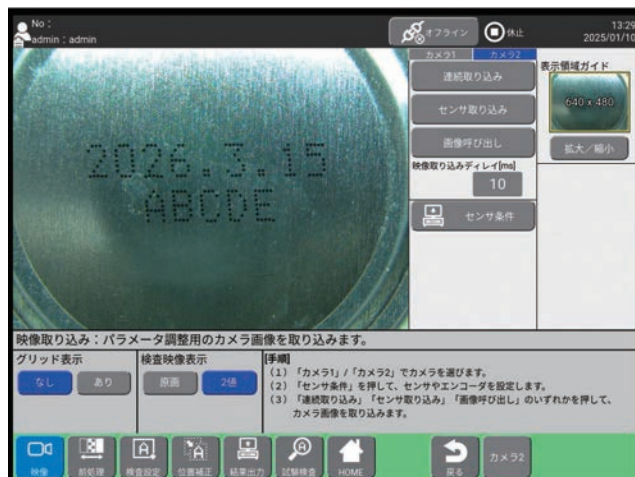 No :
admin : admin
オフライン
休止
13:29
2025/01/10
カメラ1
カメラ2
連続取り込み
センサ取り込み
画像呼び出し
映像取り込みディレイ[ms]
10
センサ条件
表示領域ガイド
640 x 480
拡大／縮小
2026.3.15
ABCDE
映像取り込み：パラメータ調整用のカメラ画像を取り込みます。
グリッド表示
なし
あり
検査映像表示
原画
2値
[手順]
（1）「カメラ1」/「カメラ2」でカメラを選びます。
（2）「センサ条件」を押して、センサやエンコーダを設定します。
（3）「連続取り込み」「センサ取り込み」「画像呼び出し」のいずれかを押して、
カメラ画像を取り込みます。
映像
前処理
検査設定
位置補正
結果出力
試験検査
HOME
戻る
カメラ2